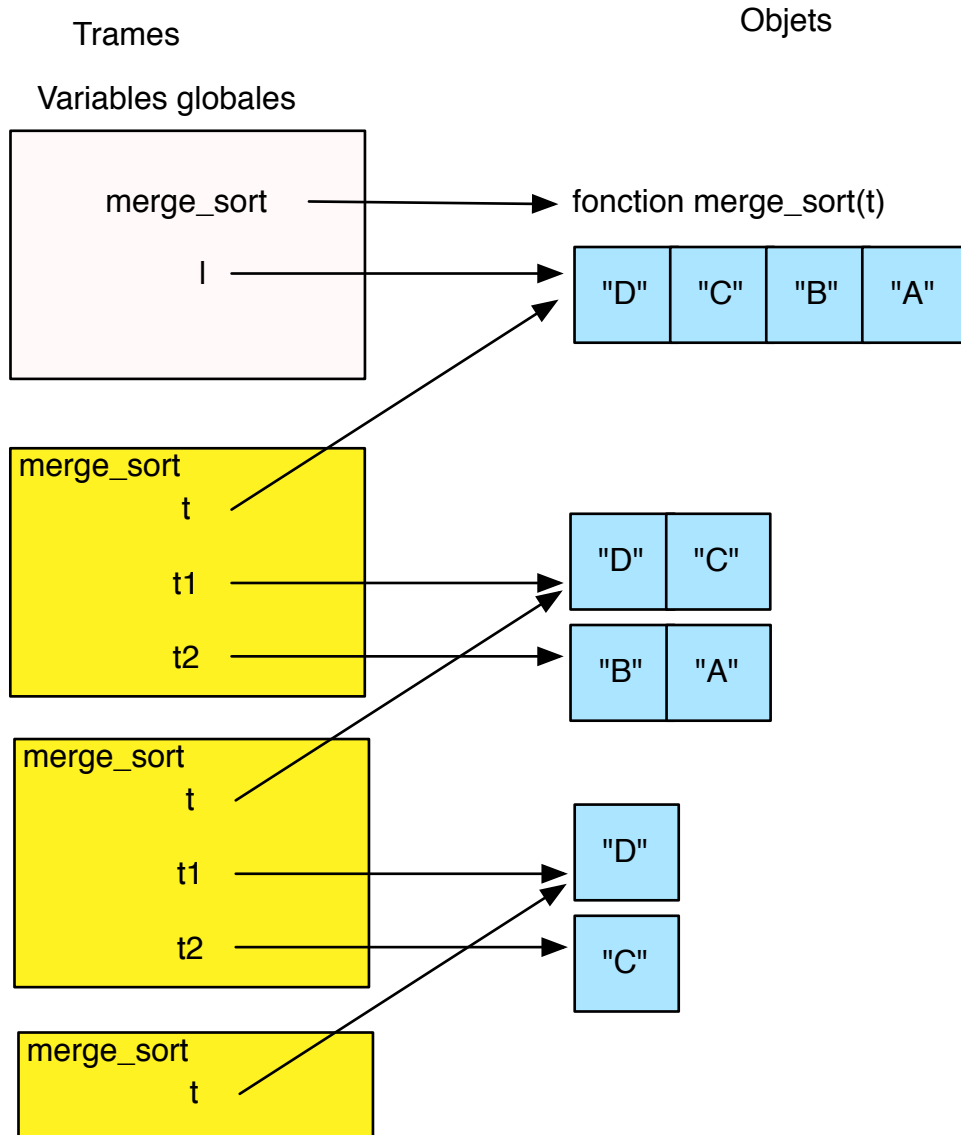 Trames
Objets
Variables globales
merge_sort
fonction merge_sort(t)
l
"D" "C" "B" "A"
merge_sort
t
t1
"D" "C"
t2
"B" "A"
merge_sort
t
t1
"D"
t2
"C"
merge_sort
t